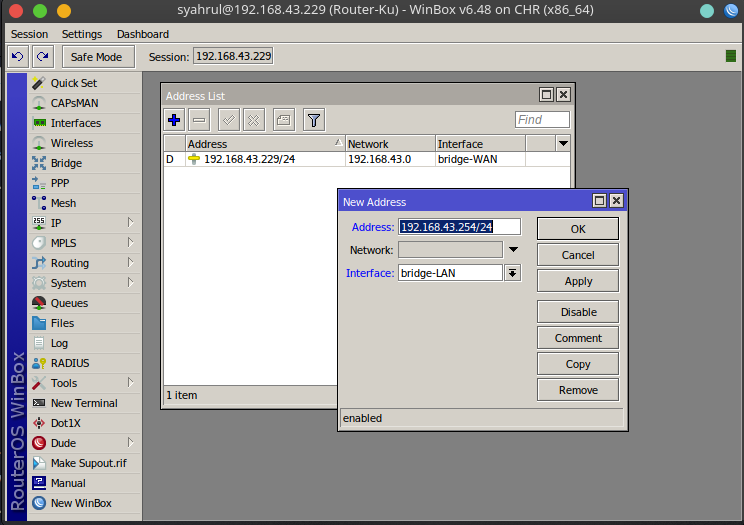 syahrul@192.168.43.229 (Router-Ku) - WinBox v6.48 on CHR (x86_64)
Session Settings Dashboard
Safe Mode Session: 192.168.43.229
RouterOS WinBox
Quick Set
CAPsMAN
Interfaces
Wireless
Bridge
PPP
Mesh
255
IP
MPLS
Routing
System
Queues
Files
Log
RADIUS
Tools
New Terminal
Dot1X
Dude
Make Supout.rif
Manual
New WinBox
Address List
Find
Address Network Interface
D 192.168.43.229/24 192.168.43.0 bridge-WAN
1 item
New Address
Address: 192.168.43.254/24
Network:
Interface: bridge-LAN
OK
Cancel
Apply
Disable
Comment
Copy
Remove
enabled